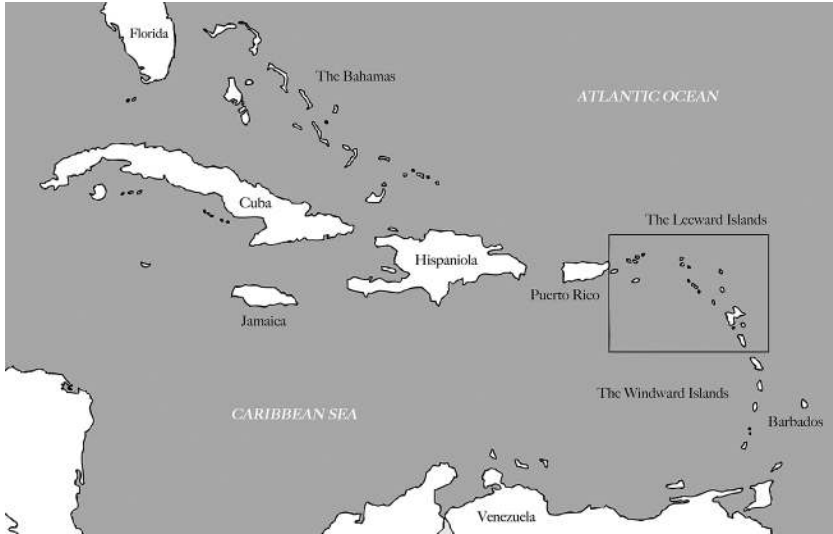 Florida
The Bahamas
ATLANTIC OCEAN
Cuba
The Leeward Islands
Hispaniola
Puerto Rico
Jamaica
The Windward Islands
CARIBBEAN SEA
Barbados
Venezuela